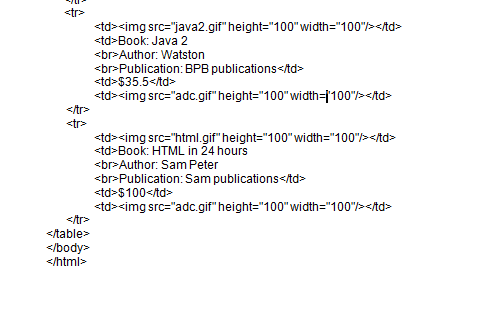 </tr>
<tr>
<td><img src="java2.gif" height="100" width="100"/></td>
<td>Book: Java 2
<br>Author: Watston
<br>Publication: BPB publications</td>
<td>$35.5</td>
<td><img src="adc.gif" height="100" width="100"/></td>
</tr>
<tr>
<td><img src="html.gif" height="100" width="100"/></td>
<td>Book: HTML in 24 hours
<br>Author: Sam Peter
<br>Publication: Sam publications</td>
<td>$100</td>
<td><img src="adc.gif" height="100" width="100"/></td>
</tr>
</table>
</body>
</html>